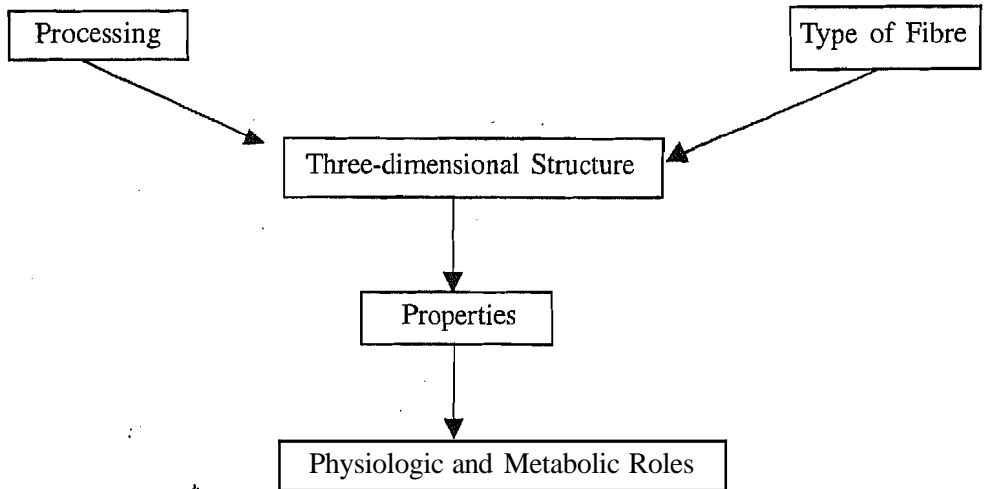 Processing
Type of Fibre
Three-dimensional Structure
Properties
Physiologic and Metabolic Roles